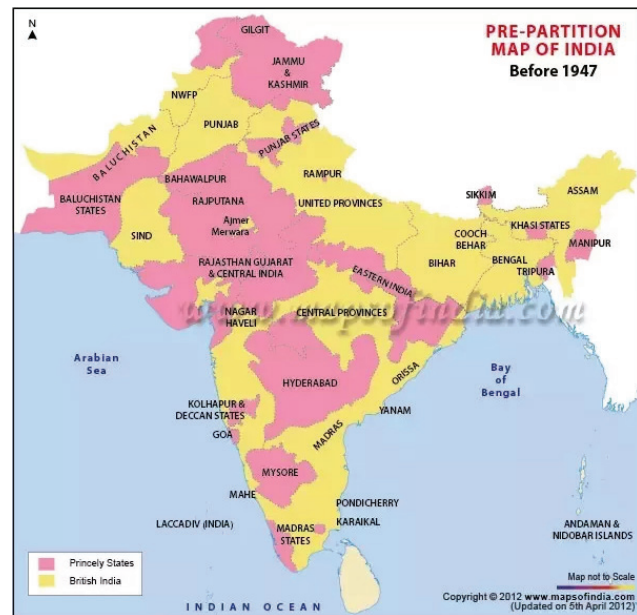 PRE-PARTITION
MAP OF INDIA
Before 1947
N
GILGIT
JAMMU
&
KASHMIR
NWFP
PUNJAB
BALUCHISTAN
PUNJAB STATES
BAHAWALPUR
RAMPUR
BALUCHISTAN
STATES
RAJPUTANA
UNITED PROVINCES
SIKKIM
ASSAM
Ajmer
Merwara
SIND
KHASI STATES
COOCH
BEHAR
MANIPUR
RAJASTHAN GUJARAT
& CENTRAL INDIA
EASTERN INDIA
BIHAR
BENGAL
TRIPURA
NAGAR
HAVELI
CENTRAL PROVINCES
www.mapsofindia.com
Arabian
Sea
HYDERABAD
ORISSA
Bay
of
Bengal
KOLHAPUR &
DECCAN STATES
YANAM
GOA
MADRAS
MYSORE
MAHE
PONDICHERRY
LACCADIV (INDIA)
MADRAS
STATES
KARAIKAL
ANDAMAN &
NIDOBAR ISLANDS
Princely States
British India
Map not to Scale
Copyright © 2012 www.mapsofindia.com
(Updated on 5th April 2012)
INDIAN OCEAN